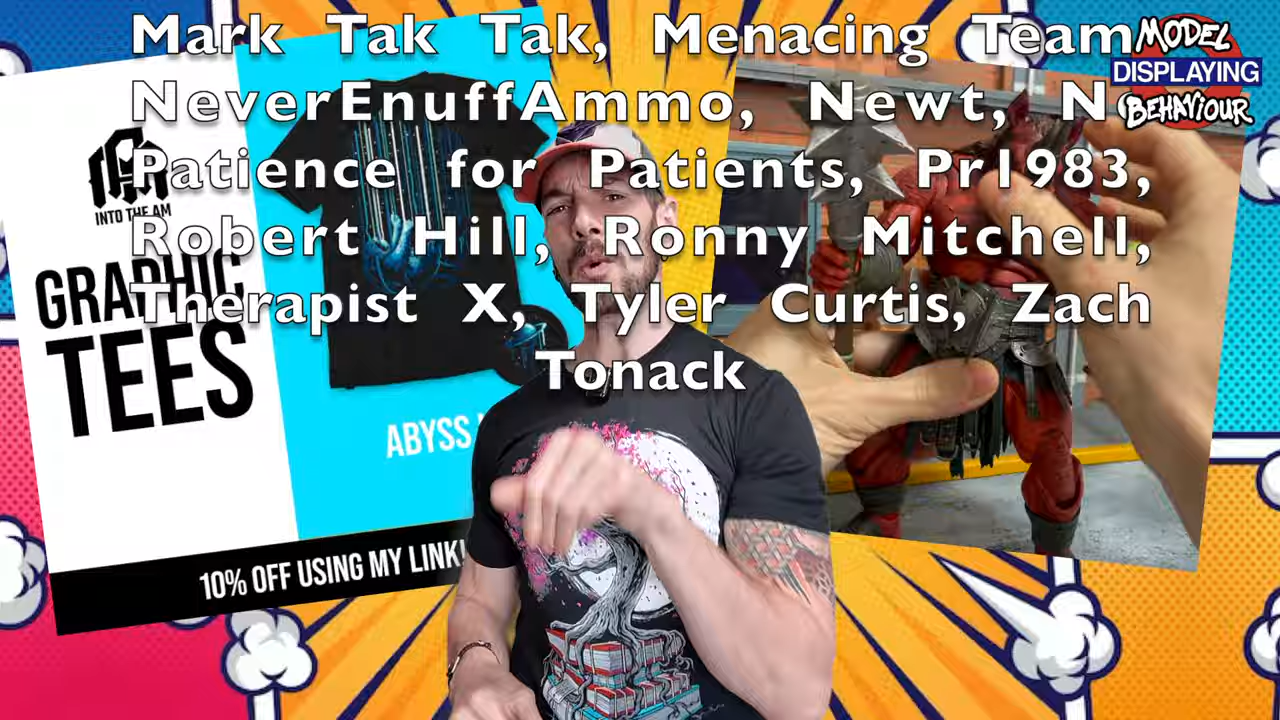 Mark Tak Tak, Menacing Team
NeverEnuffAmmo, Newt, N
Patience for Patients, Pr1983,
Robert Hill, Ronny Mitchell,
Therapist X, Tyler Curtis, Zach
Tonack
MODEL
DISPLAYING
BEHAVIOUR
INTO THE AM
GRAPHIC
TEES
ABYSS
10% OFF USING MY LINK!